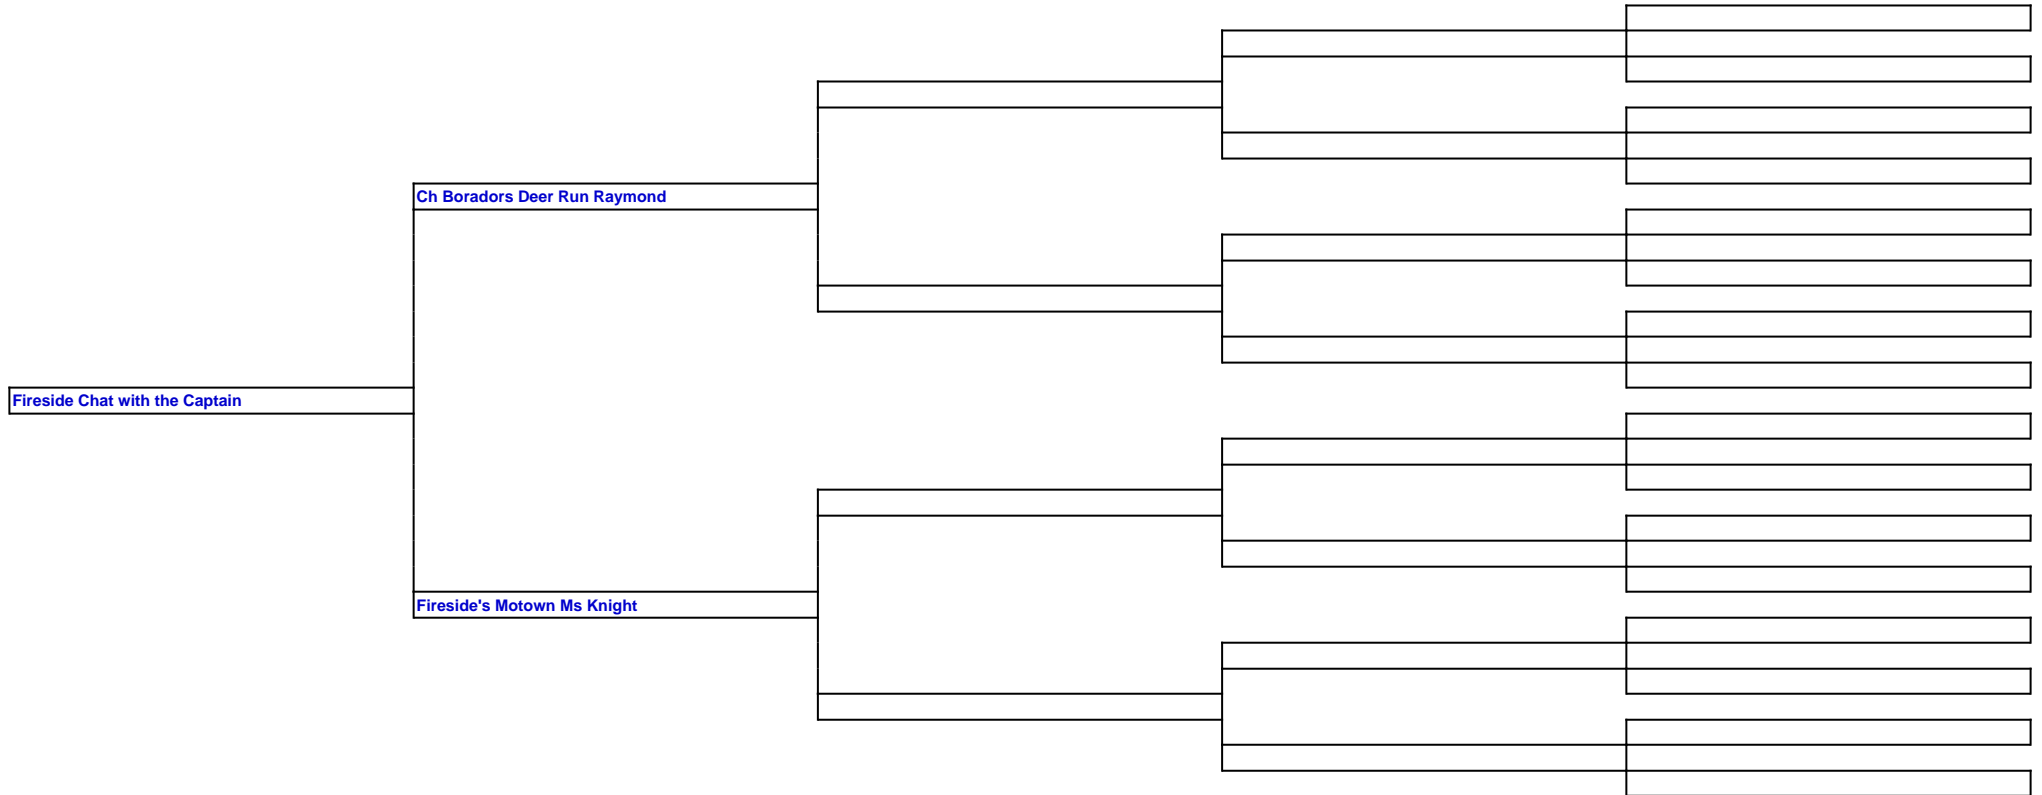 Ch Boradors Deer Run Raymond
Fireside Chat with the Captain
Fireside's Motown Ms Knight